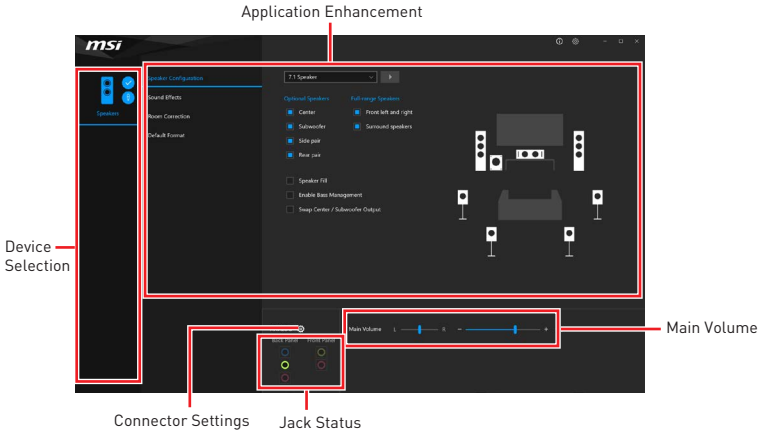 Application Enhancement
msi
Speaker Configuration
Sound Effects
Room Correction
Default Format
Speakers
7.1 Speaker
Optional Speakers
Full-range Speakers
Center
Front left and right
Subwoofer
Surround speakers
Side pair
Rear pair
Speaker Fill
Enable Bass Management
Swap Center / Subwoofer Output
Device
Selection
Main Volume L R - +
Main Volume
Back Panel Front Panel
Connector Settings
Jack Status